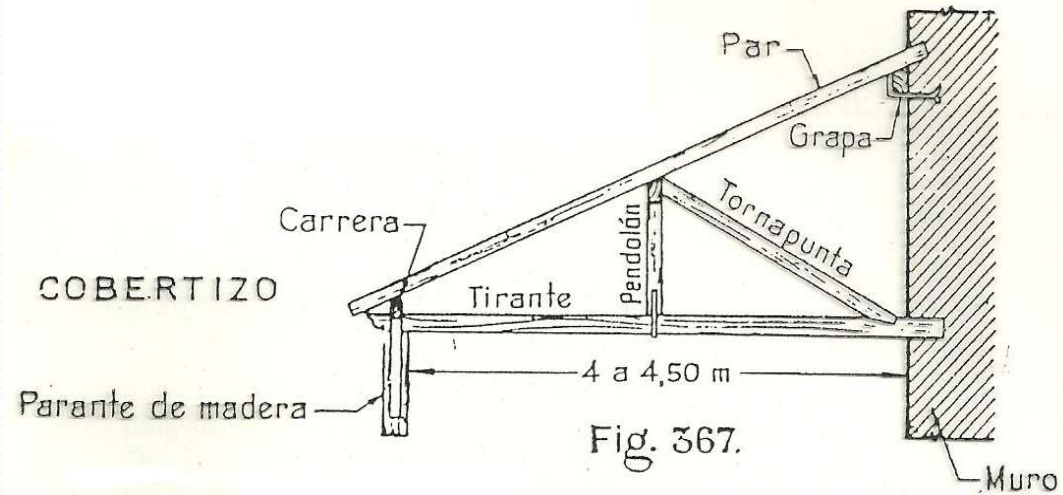 Par
Grapa
Carrera
Tornapunta
Pendolón
COBERTIZO
Tirante
4 a 4,50 m
Parante de madera
Fig. 367.
Muro